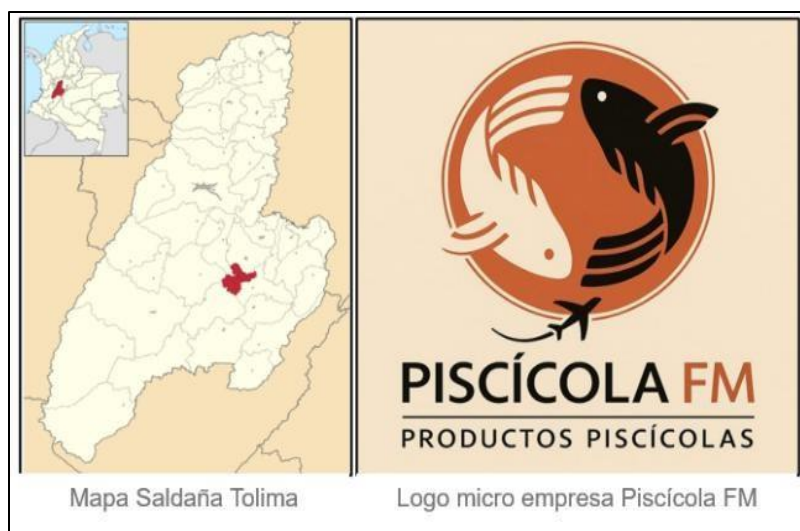 PISCÍCOLA FM
PRODUCTOS PISCÍCOLAS
Mapa Saldaña Tolima
Logo micro empresa Piscícola FM